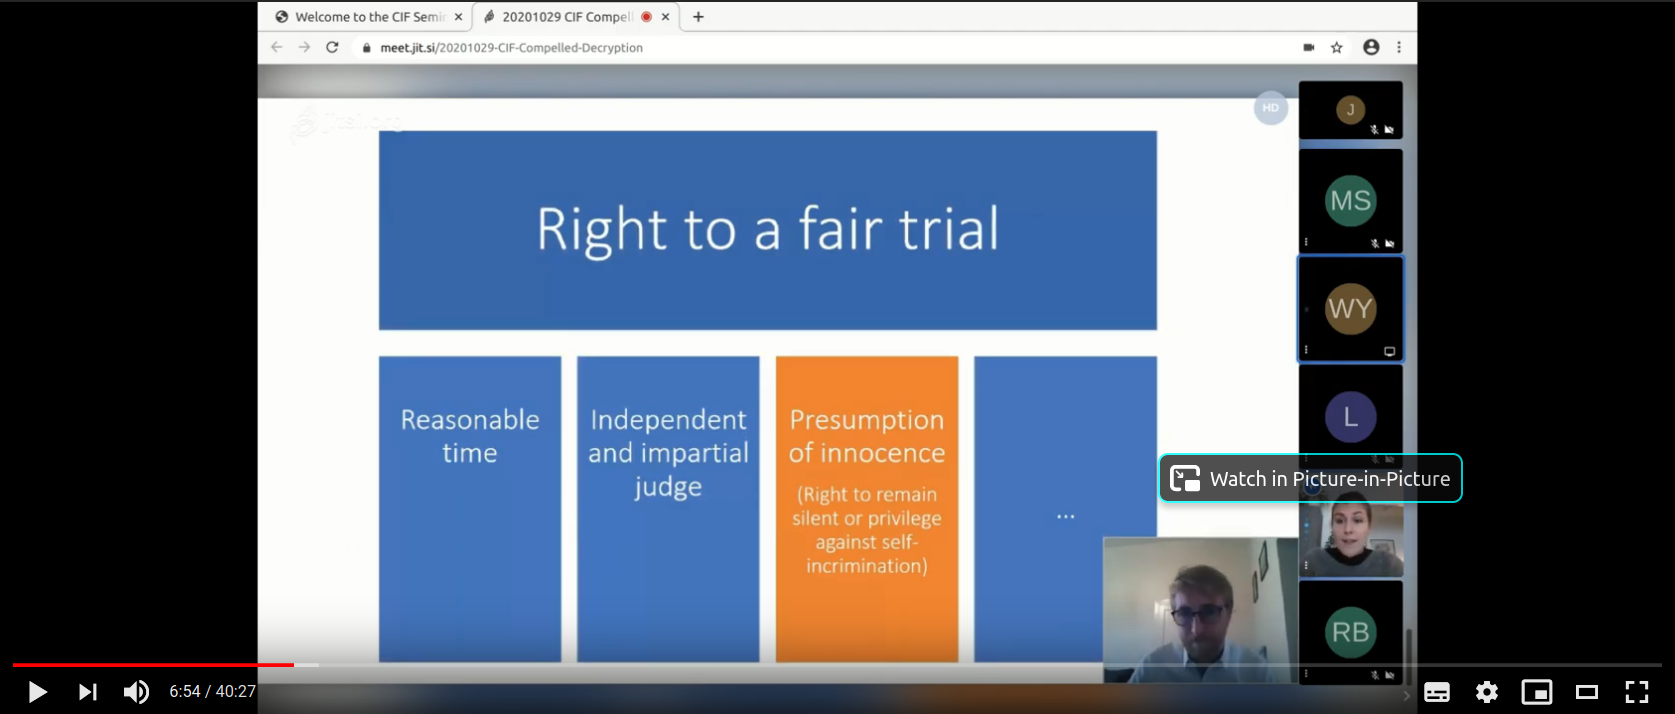 Welcome to the CIF Semin
20201029 CIF Compell
meet.jit.si/20201029-CIF-Compelled-Decryption
HD
J
Right to a fair trial
MS
WY
Reasonable
time
Independent
and impartial
judge
Presumption
of innocence
(Right to remain
silent or privilege
against self-
incrimination)
...
L
Watch in Picture-in-Picture
RB
6:54 / 40:27